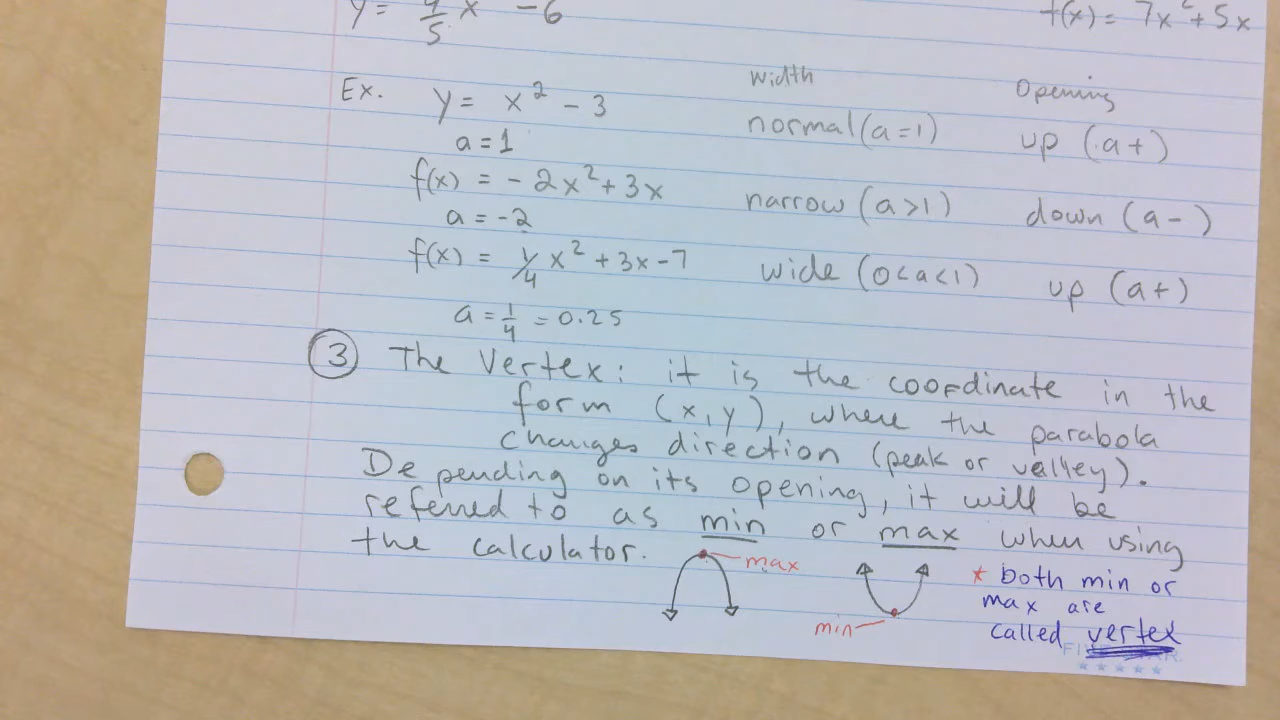 y = 4/5 x - 6
f(x) = 7x² + 5x
width
Opening
Ex. y = x² - 3
normal (a=1)
up (a+)
a = 1
f(x) = -2x² + 3x
narrow (a>1)
down (a-)
a = -2
f(x) = 1/4 x² + 3x - 7
wide (0<a<1)
up (a+)
a = 1/4 = 0.25
3 The Vertex: it is the coordinate in the
form (x,y), where the parabola
changes direction (peak or valley).
Depending on its opening, it will be
referred to as min or max when using
the calculator.
max
min
* both min or
max are
called vertex